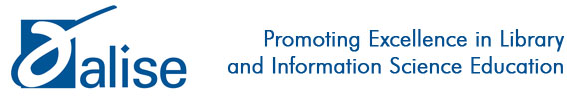 alise
Promoting Excellence in Library
and Information Science Education